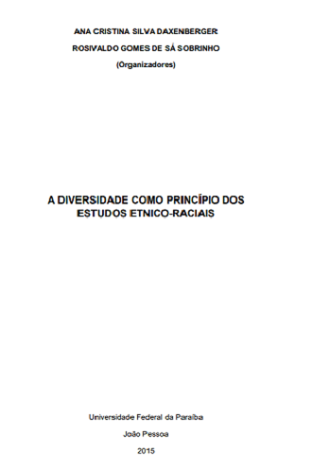 ANA CRISTINA SILVA DAXENBERGER
ROSIVALDO GOMES DE SÁ SOBRINHO
(Organizadores)
A DIVERSIDADE COMO PRINCÍPIO DOS
ESTUDOS ETNICO-RACIAIS
Universidade Federal da Paraíba
João Pessoa
2015